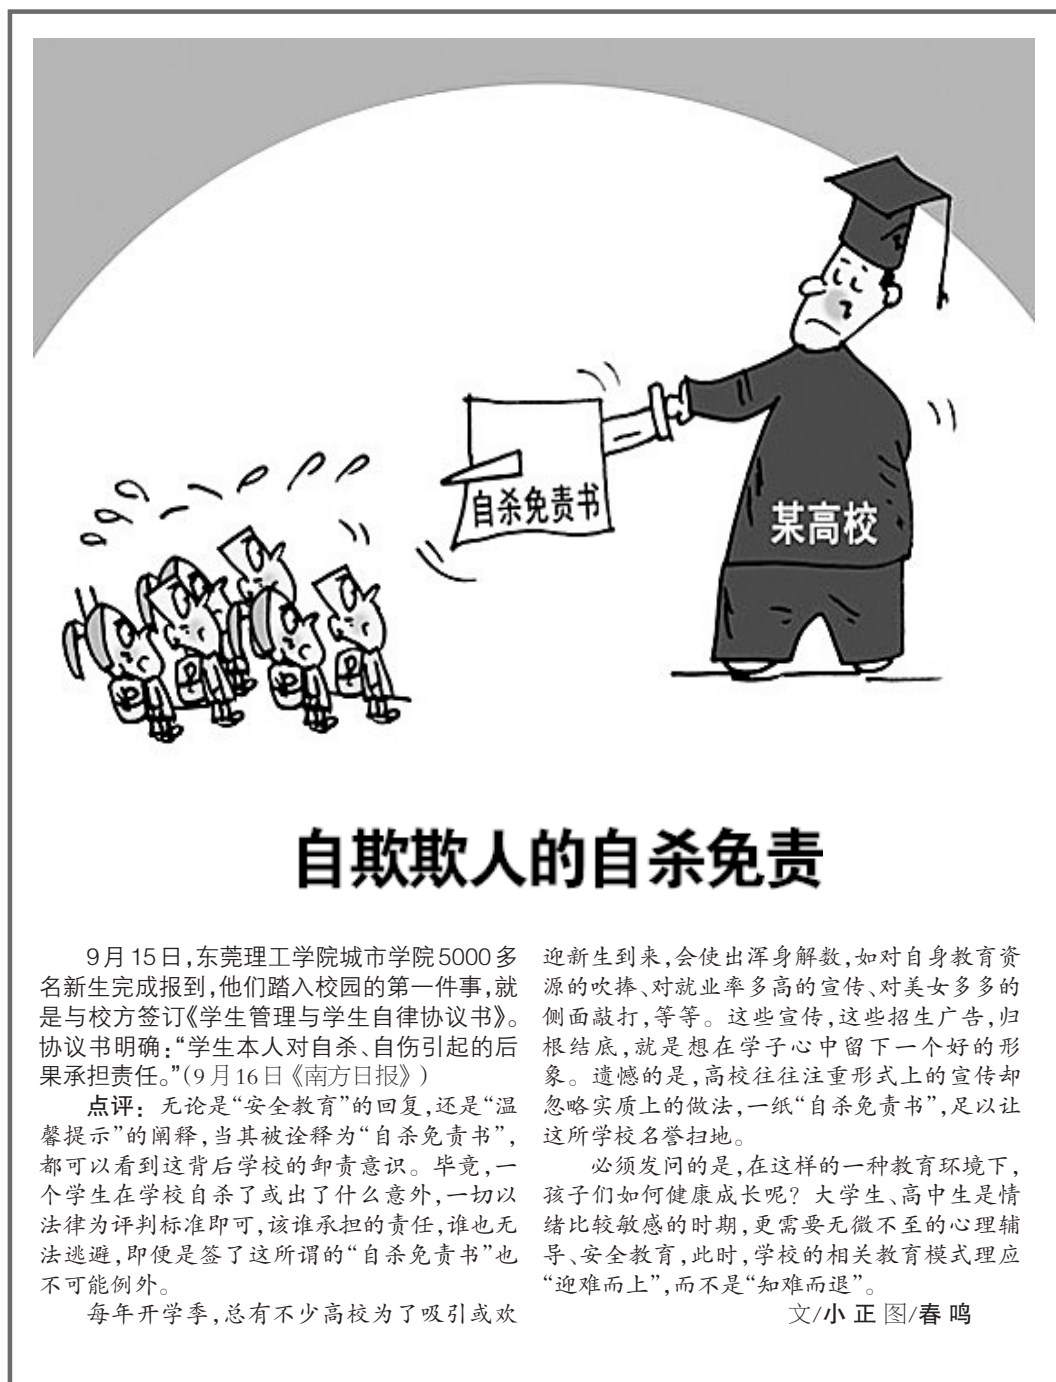 自杀免责书
某高校
自欺欺人的自杀免责
9月15日,东莞理工学院城市学院5000多
名新生完成报到,他们踏入校园的第一件事,就
是与校方签订《学生管理与学生自律协议书》。
协议书明确:“学生本人对自杀、自伤引起的后
果承担责任。”(9月16日《南方日报》)
点评:无论是“安全教育”的回复,还是“温
馨提示”的阐释,当其被诠释为“自杀免责书”,
都可以看到这背后学校的卸责意识。毕竟,一
个学生在学校自杀了或出了什么意外,一切以
法律为评判标准即可,该谁承担的责任,谁也无
法逃避,即便是签了这所谓的“自杀免责书”也
不可能例外。
每年开学季,总有不少高校为了吸引或欢
迎新生到来,会使出浑身解数,如对自身教育资
源的吹捧、对就业率多高的宣传、对美女多多的
侧面敲打,等等。这些宣传,这些招生广告,归
根结底,就是想在学子心中留下一个好的形
象。遗憾的是,高校往往注重形式上的宣传却
忽略实质上的做法,一纸“自杀免责书”,足以让
这所学校名誉扫地。
必须发问的是,在这样的一种教育环境下,
孩子们如何健康成长呢?大学生、高中生是情
绪比较敏感的时期,更需要无微不至的心理辅
导、安全教育,此时,学校的相关教育模式理应
“迎难而上”,而不是“知难而退”。
文/小正 图/春鸣